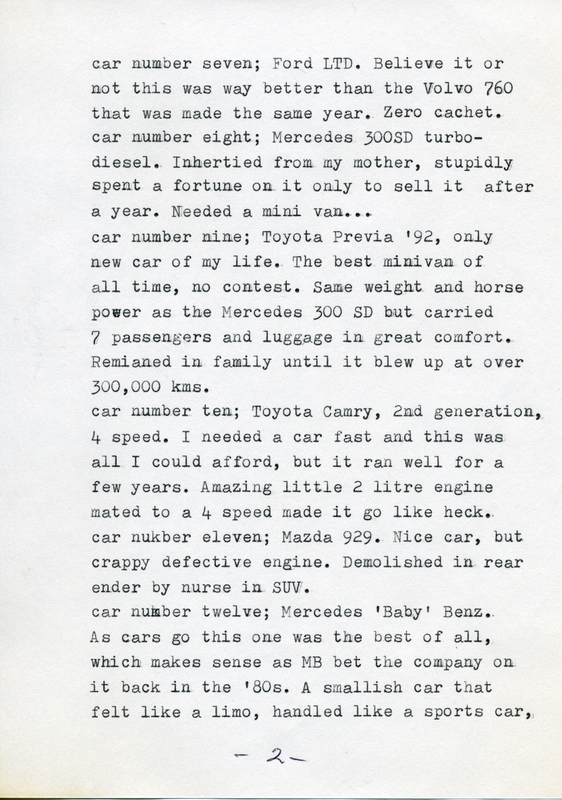 car number seven; Ford LTD. Believe it or
not this was way better than the Volvo 760
that was made the same year. Zero cachet.
car number eight; Mercedes 300SD turbo-
diesel. Inhertied from my mother, stupidly
spent a fortune on it only to sell it  after
a year. Needed a mini van...
car number nine; Toyota Previa '92, only
new car of my life. The best minivan of
all time, no contest. Same weight and horse
power as the Mercedes 300 SD but carried
7 passengers and luggage in great comfort.
Remianed in family until it blew up at over
300,000 kms.
car number ten; Toyota Camry, 2nd generation,
4 speed. I needed a car fast and this was
all I could afford, but it ran well for a
few years. Amazing little 2 litre engine
mated to a 4 speed made it go like heck.
car nukber eleven; Mazda 929. Nice car, but
crappy defective engine. Demolished in rear
ender by nurse in SUV.
car number twelve; Mercedes 'Baby' Benz.
As cars go this one was the best of all,
which makes sense as MB bet the company on
it back in the '80s. A smallish car that
felt like a limo, handled like a sports car,
- 2 -